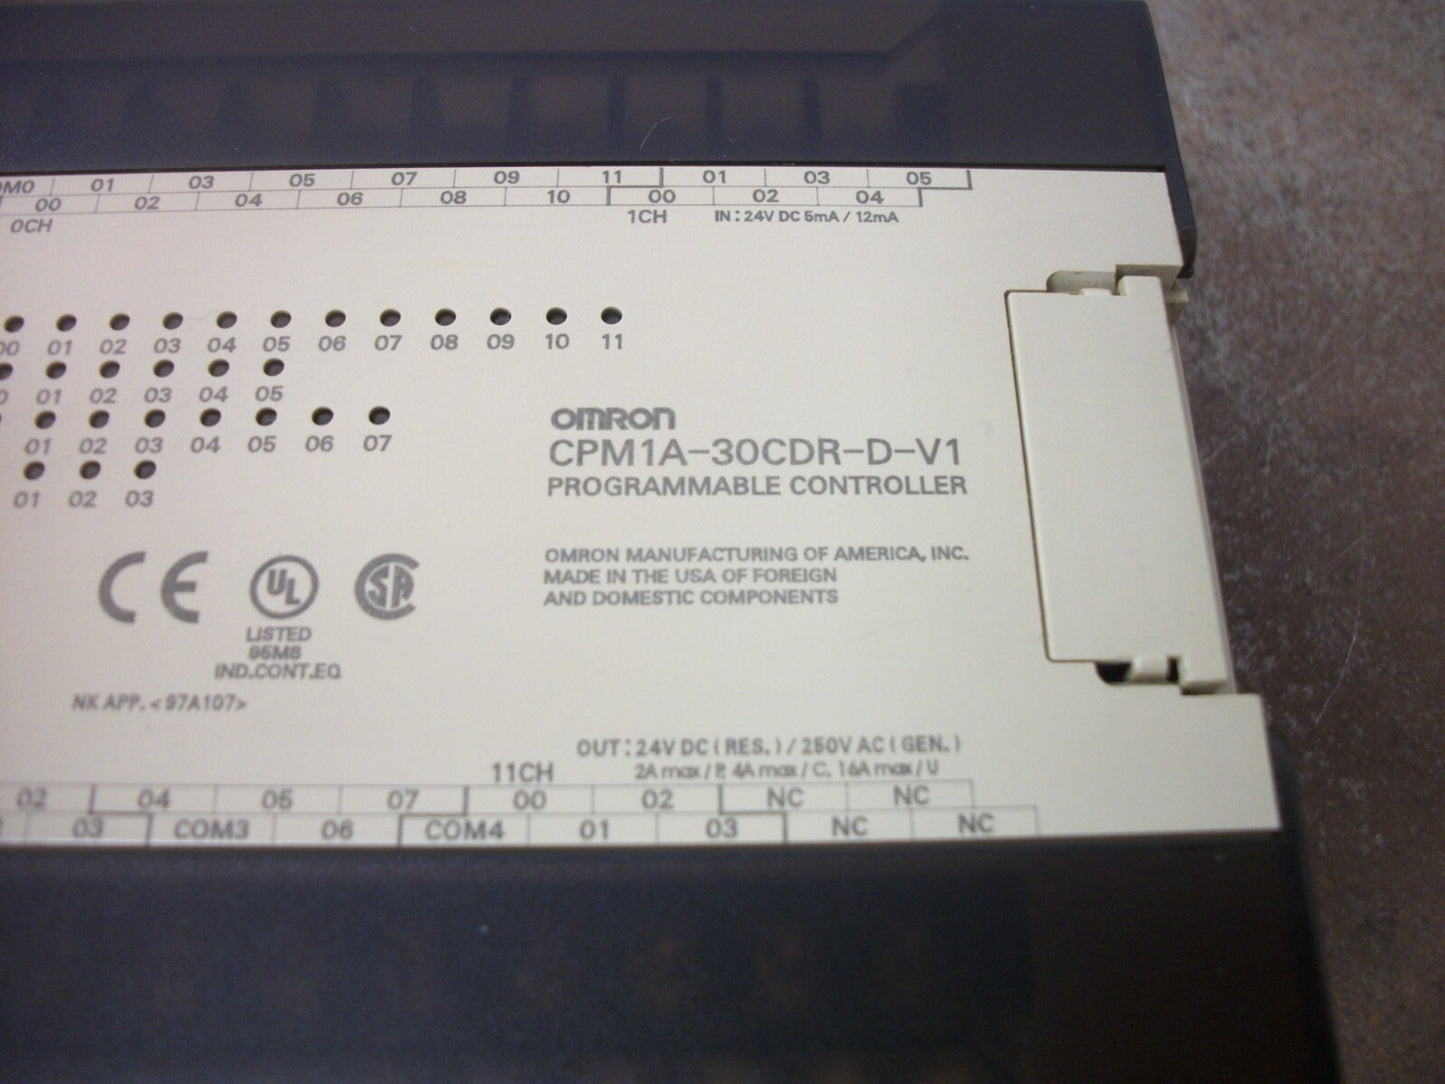 01 03 05 07 09 11 01 03 05
00 02 04 06 08 10 00 02 04
0CH 1CH IN : 24V DC 5mA / 12mA
01 02 03 04 05 06 07 08 09 10 11
01 02 03 04 05
01 02 03 04 05 06 07
01 02 03
OMRON
CPM1A-30CDR-D-V1
PROGRAMMABLE CONTROLLER
OMRON MANUFACTURING OF AMERICA, INC.
MADE IN THE USA OF FOREIGN
AND DOMESTIC COMPONENTS
CE UL SA
LISTED
95M8
IND.CONT.EQ
NK APP. <97A107>
OUT : 24V DC ( RES. ) / 250V AC ( GEN. )
11CH 2A max / P, 4A max / C, 16A max / U
02 04 05 07 00 02 NC NC
03 COM3 06 COM4 01 03 NC NC